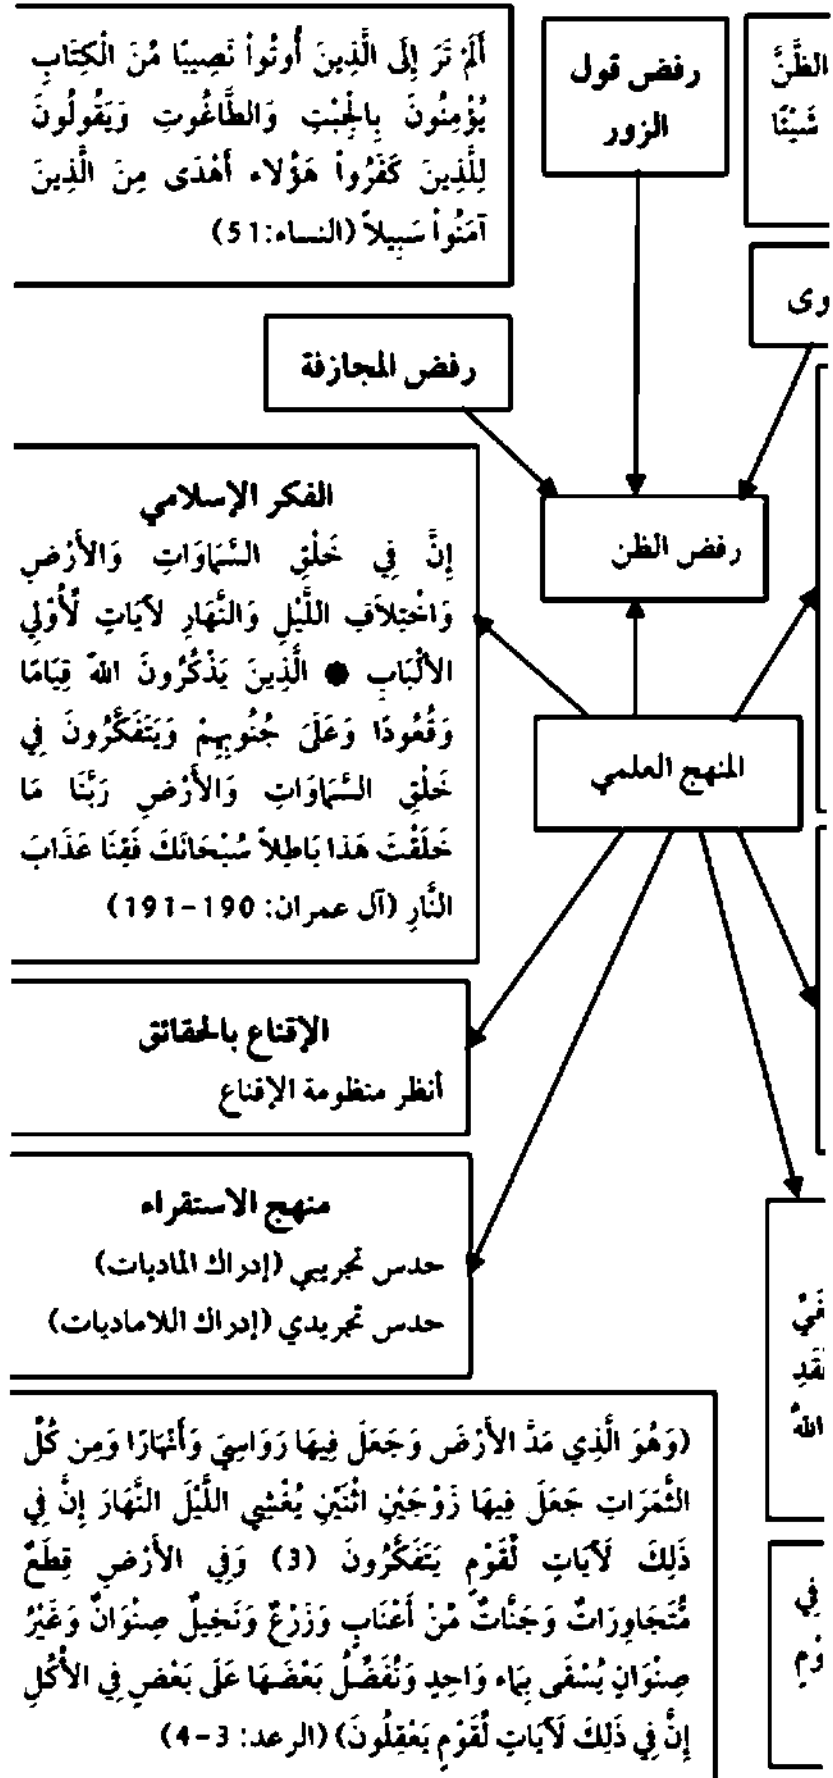 الظَّنَّ
شَيْئًا
رفض قول
الزور
أَلَمْ تَرَ إِلَى الَّذِينَ أُوتُواْ نَصِيبًا مِّنَ الْكِتَابِ
يُؤْمِنُونَ بِالْجِبْتِ وَالطَّاغُوتِ وَيَقُولُونَ
لِلَّذِينَ كَفَرُواْ هَؤُلاء أَهْدَى مِنَ الَّذِينَ
آمَنُواْ سَبِيلاً (النساء:51)
وى
رفض المجازفة
رفض الظن
الفكر الإسلامي
إِنَّ فِي خَلْقِ السَّمَاوَاتِ وَالأَرْضِ
وَاخْتِلاَفِ اللَّيْلِ وَالنَّهَارِ لآيَاتٍ لِّأُوْلِي
الألْبَابِ ● الَّذِينَ يَذْكُرُونَ اللهَ قِيَامًا
وَقُعُودًا وَعَلَىَ جُنُوبِهِمْ وَيَتَفَكَّرُونَ فِي
خَلْقِ السَّمَاوَاتِ وَالأَرْضِ رَبَّنَا مَا
خَلَقْتَ هَذا بَاطِلاً سُبْحَانَكَ فَقِنَا عَذَابَ
النَّارِ (آل عمران: 190-191)
المنهج العلمي
الإقناع بالحقائق
أنظر منظومة الإقناع
منهج الاستقراء
حدس تجريبي (إدراك الماديات)
حدس تجريدي (إدراك اللاماديات)
اللهُ
(وَهُوَ الَّذِي مَدَّ الأَرْضَ وَجَعَلَ فِيهَا رَوَاسِيَ وَأَنْهَارًا وَمِن كُلِّ
الثَّمَرَاتِ جَعَلَ فِيهَا زَوْجَيْنِ اثْنَيْنِ يُغْشِي اللَّيْلَ النَّهَارَ إِنَّ فِي
ذَلِكَ لَآيَاتٍ لِّقَوْمٍ يَتَفَكَّرُونَ (3) وَفِي الأَرْضِ قِطَعٌ
مُّتَجَاوِرَاتٌ وَجَنَّاتٌ مِّنْ أَعْنَابٍ وَزَرْعٌ وَنَخِيلٌ صِنْوَانٌ وَغَيْرُ
صِنْوَانٍ يُسْقَى بِمَاء وَاحِدٍ وَنُفَضِّلُ بَعْضَهَا عَلَى بَعْضٍ فِي الأُكُلِ
إِنَّ فِي ذَلِكَ لَآيَاتٍ لِّقَوْمٍ يَعْقِلُونَ) (الرعد: 3-4)
فِي